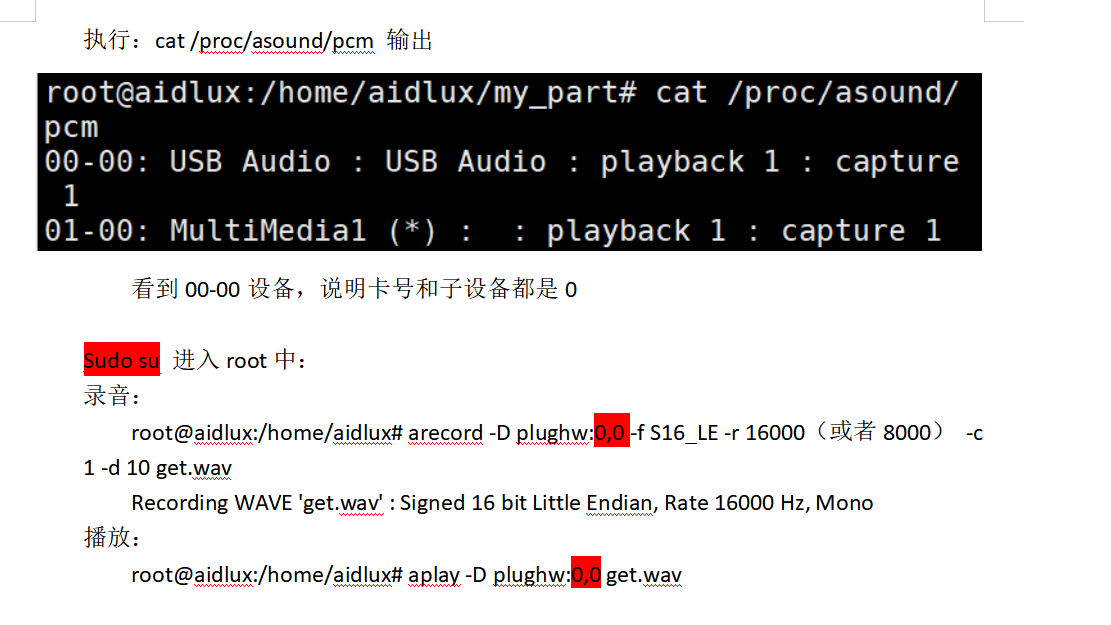 执行：cat /proc/asound/pcm 输出
root@aidlux:/home/aidlux/my_part# cat /proc/asound/
pcm
00-00: USB Audio : USB Audio : playback 1 : capture
1
01-00: MultiMedia1 (*) :  : playback 1 : capture 1
看到 00-00 设备，说明卡号和子设备都是 0
Sudo su 进入 root 中：
录音：
root@aidlux:/home/aidlux# arecord -D plughw:0,0 -f S16_LE -r 16000（或者 8000） -c
1 -d 10 get.wav
Recording WAVE 'get.wav' : Signed 16 bit Little Endian, Rate 16000 Hz, Mono
播放：
root@aidlux:/home/aidlux# aplay -D plughw:0,0 get.wav